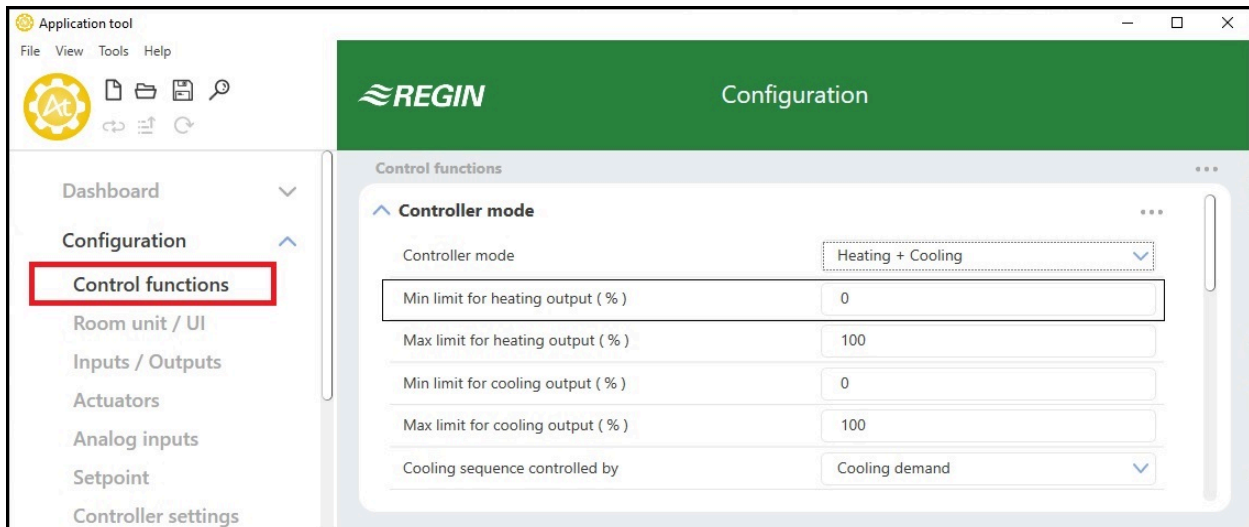 Application tool
File View Tools Help
At
REGIN
Configuration
Dashboard
Configuration
Control functions
Room unit / UI
Inputs / Outputs
Actuators
Analog inputs
Setpoint
Controller settings
Control functions
Controller mode
Controller mode Heating + Cooling
Min limit for heating output ( % ) 0
Max limit for heating output ( % ) 100
Min limit for cooling output ( % ) 0
Max limit for cooling output ( % ) 100
Cooling sequence controlled by Cooling demand